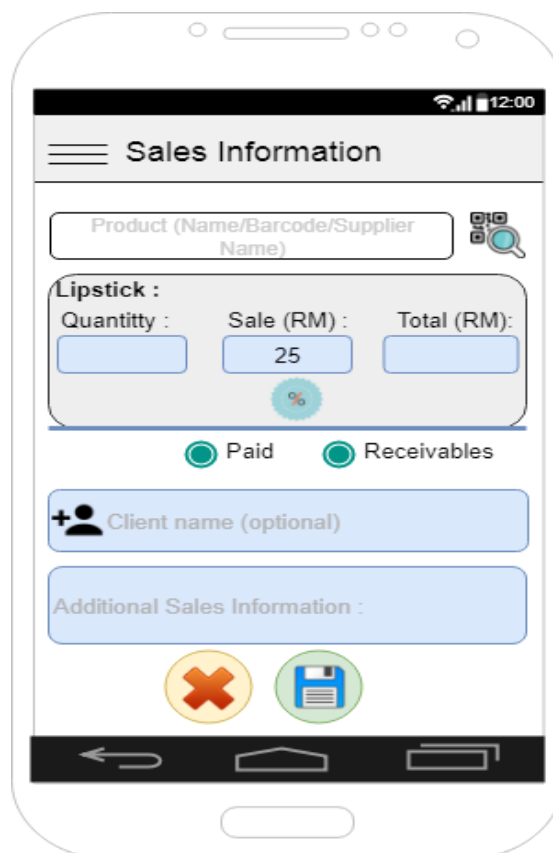 12:00
Sales Information
Product (Name/Barcode/Supplier
Name)
Lipstick :
Quantitty : Sale (RM) : Total (RM):
25
%
Paid Receivables
Client name (optional)
Additional Sales Information :